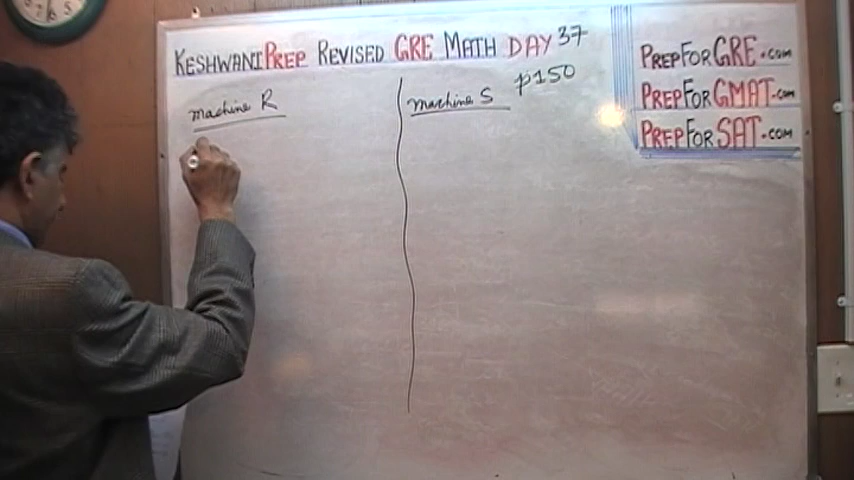 KESHWANIPREP REVISED GRE MATH DAY 37
p150
PREPFORGRE.com
PREPFORGMAT.com
PREPFORSAT.com
Machine R
Machine S